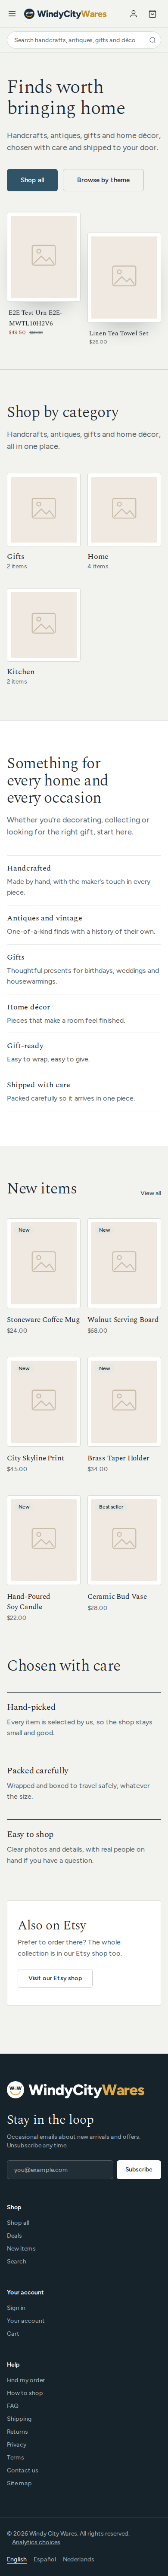 WindyCityWares
Search handcrafts, antiques, gifts and déco
Finds worth
bringing home
Handcrafts, antiques, gifts and home décor,
chosen with care and shipped to your door.
Shop all
Browse by theme
E2E Test Urn E2E-
MWTL10H2V6
$49.50
Linen Tea Towel Set
$26.00
Shop by category
Handcrafts, antiques, gifts and home décor,
all in one place.
Gifts
2 items
Home
4 items
Kitchen
2 items
Something for
every home and
every occasion
Whether you're decorating, collecting or
looking for the right gift, start here.
Handcrafted
Made by hand, with the maker's touch in every
piece.
Antiques and vintage
One-of-a-kind finds with a history of their own.
Gifts
Thoughtful presents for birthdays, weddings and
housewarmings.
Home décor
Pieces that make a room feel finished.
Gift-ready
Easy to wrap, easy to give.
Shipped with care
Packed carefully so it arrives in one piece.
New items
View all
New
New
Stoneware Coffee Mug
$24.00
Walnut Serving Board
$68.00
New
New
City Skyline Print
$45.00
Brass Taper Holder
$34.00
New
Best seller
Hand-Poured
Soy Candle
$22.00
Ceramic Bud Vase
$28.00
Chosen with care
Hand-picked
Every item is selected by us, so the shop stays
small and good.
Packed carefully
Wrapped and boxed to travel safely, whatever
the size.
Easy to shop
Clear photos and details, with real people on
hand if you have a question.
Also on Etsy
Prefer to order there? The whole
collection is in our Etsy shop too.
Visit our Etsy shop
WindyCityWares
Stay in the loop
Occasional emails about new arrivals and offers.
Unsubscribe any time.
you@example.com
Subscribe
Shop
Shop all
Deals
New items
Search
Your account
Sign in
Your account
Cart
Help
Find my order
How to shop
FAQ
Shipping
Returns
Privacy
Terms
Contact us
Site map
© 2026 Windy City Wares. All rights reserved.
Analytics choices
English Español Nederlands